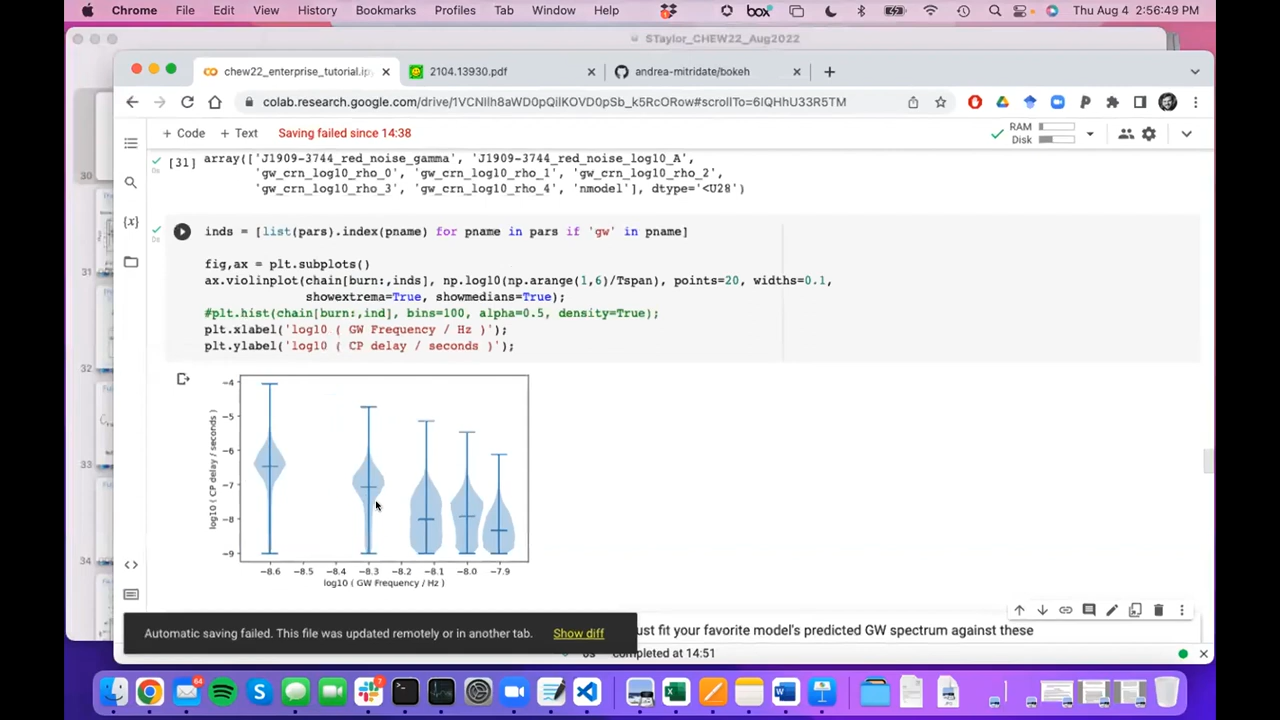 Chrome File Edit View History Bookmarks Profiles Tab Window Help box Thu Aug 4 2:56:49 PM
STaylor_CHEW22_Aug2022
chew22_enterprise_tutorial.ip 2104.13930.pdf andrea-mitridate/bokeh
colab.research.google.com/drive/
+ Code + Text Saving failed since 14:38 RAM Disk
[31] array(['J1909-3744_red_noise_gamma', 'J1909-3744_red_noise_log10_A',
'gw_crn_log10_rho_0', 'gw_crn_log10_rho_1', 'gw_crn_log10_rho_2',
'gw_crn_log10_rho_3', 'gw_crn_log10_rho_4', 'nmodel'], dtype='<U28')
inds = [list(pars).index(pname) for pname in pars if 'gw' in pname]
fig,ax = plt.subplots()
ax.violinplot(chain[burn:,inds], np.log10(np.arange(1,6)/Tspan), points=20, widths=0.1,
showextrema=True, showmedians=True);
#plt.hist(chain[burn:,ind], bins=100, alpha=0.5, density=True);
plt.xlabel('log10 ( GW Frequency / Hz )');
plt.ylabel('log10 ( CP delay / seconds )');
log10 ( CP delay / seconds )
−4
−5
−6
−7
−8
−9
−8.6 −8.5 −8.4 −8.3 −8.2 −8.1 −8.0 −7.9
log10 ( GW Frequency / Hz )
30
31
32
33
34
Automatic saving failed. This file was updated remotely or in another tab. Show diff
ust fit your favorite model's predicted GW spectrum against these
completed at 14:51
64 7